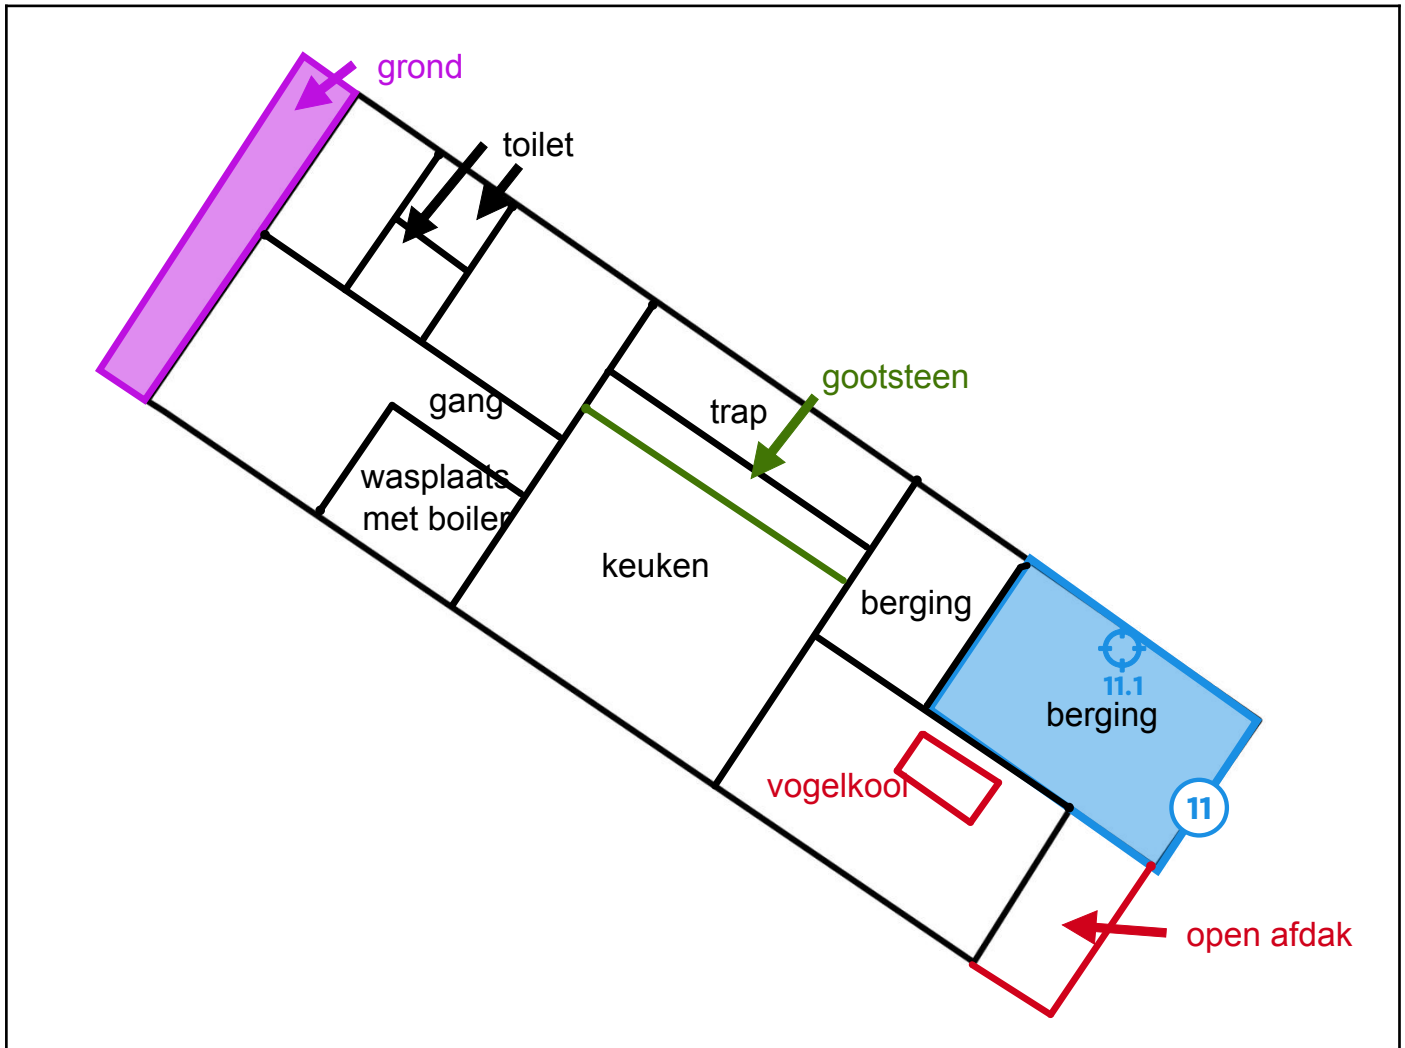 grond
toilet
gootsteen
gang
trap
wasplaats
met boiler
keuken
berging
11.1
berging
vogelkooi
11
open afdak